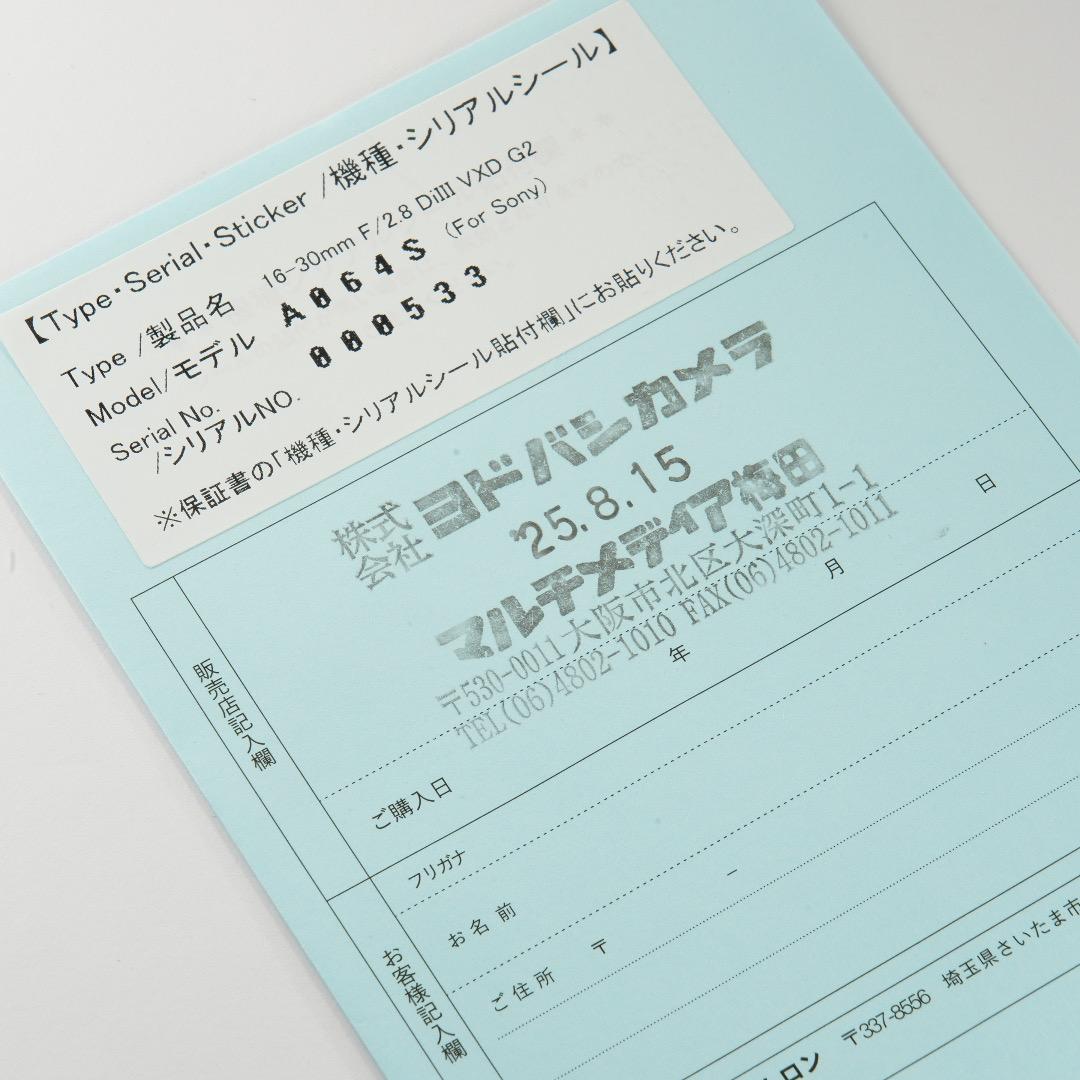 【Type・Serial・Sticker /機種・シリアルシール】
Type /製品名 16-30mm F/2.8 DiIII VXD G2
Model/モデル A064S (For Sony)
Serial No.
/シリアルNO. 000533
※保証書の「機種・シリアルシール貼付欄」にお貼りください。
株式会社 ヨドバシカメラ
'25.8.15
マルチメディア梅田
〒530-0011 大阪市北区大深町1-1
TEL(06)4802-1010 FAX(06)4802-1011
販売店記入欄
ご購入日 年 月 日
お客様記入欄
フリガナ
お名前
ご住所 〒 -
ロン 〒337-8556 埼玉県さいたま市